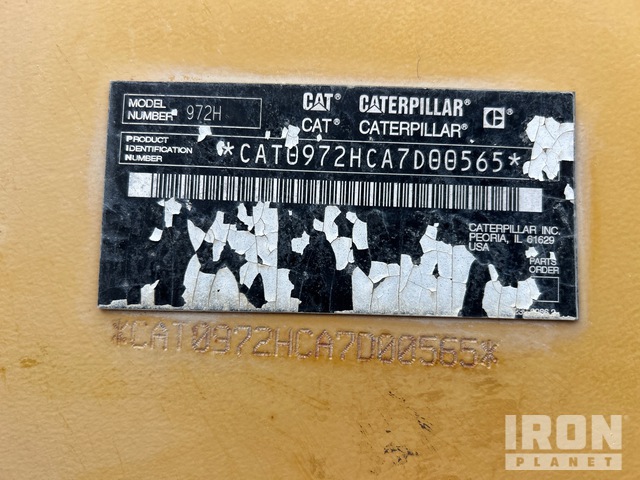 MODEL
NUMBER 972H
CAT® CATERPILLAR®
CAT® CATERPILLAR®
PRODUCT
IDENTIFICATION
NUMBER
*CAT0972HCA7D00565*
CATERPILLAR INC.
PEORIA, IL 61629
USA
PARTS
ORDER
*CAT0972HCA7D00565*
IRON
PLANET